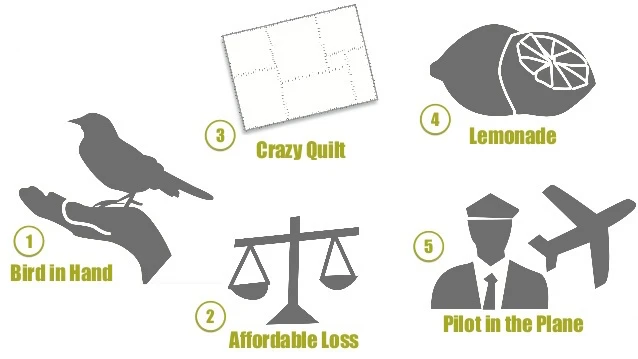 1
Bird in Hand
2
Affordable Loss
3
Crazy Quilt
4
Lemonade
5
Pilot in the Plane